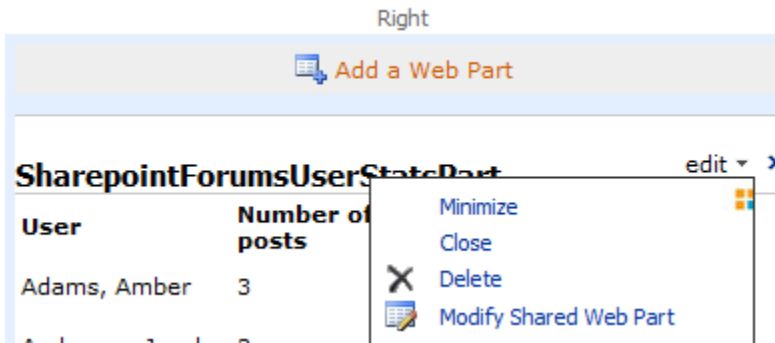 Right
Add a Web Part
SharepointForumsUserStatsPart
edit
User
Number of
posts
Minimize
Close
Adams, Amber
3
Delete
Modify Shared Web Part